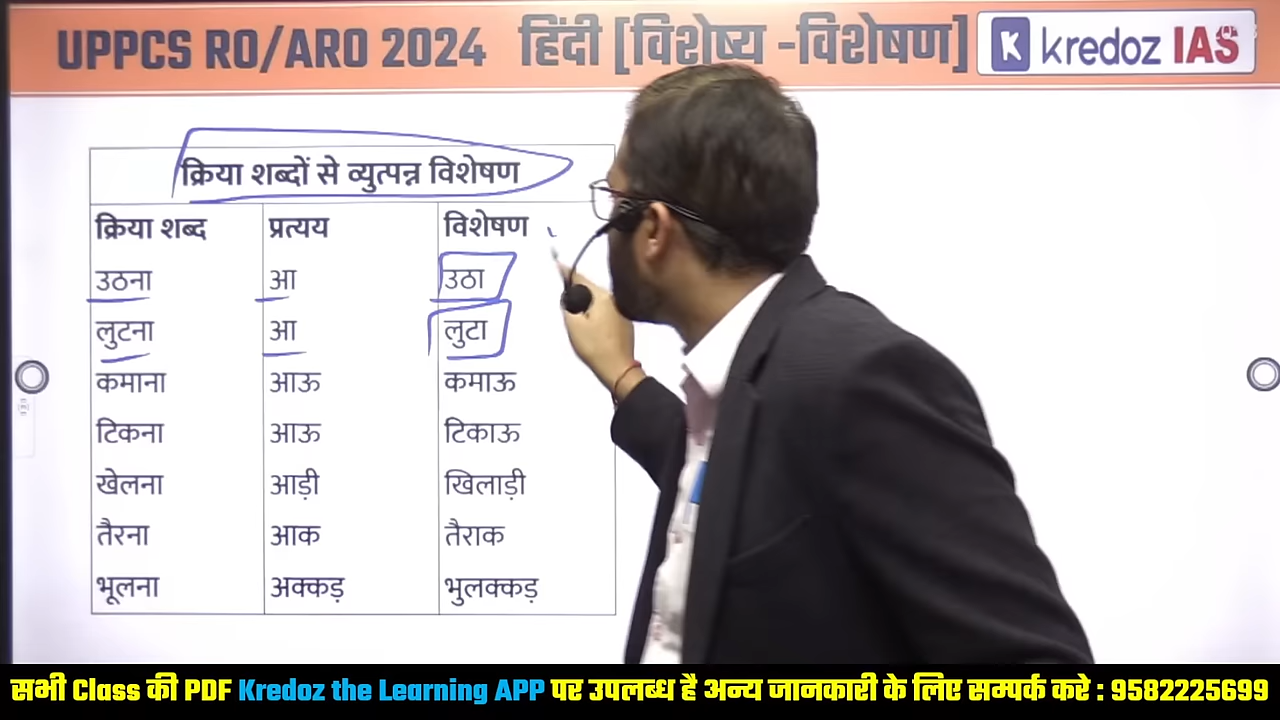 UPPCS RO/ARO 2024 हिंदी [विशेष्य -विशेषण]
K kredoz IAS
क्रिया शब्दों से व्युत्पन्न विशेषण
क्रिया शब्द प्रत्यय विशेषण
उठना आ उठा
लुटना आ लुटा
कमाना आऊ कमाऊ
टिकना आऊ टिकाऊ
खेलना आड़ी खिलाड़ी
तैरना आक तैराक
भूलना अक्कड़ भुलक्कड़
सभी Class की PDF Kredoz the Learning APP पर उपलब्ध है अन्य जानकारी के लिए सम्पर्क करे : 9582225699